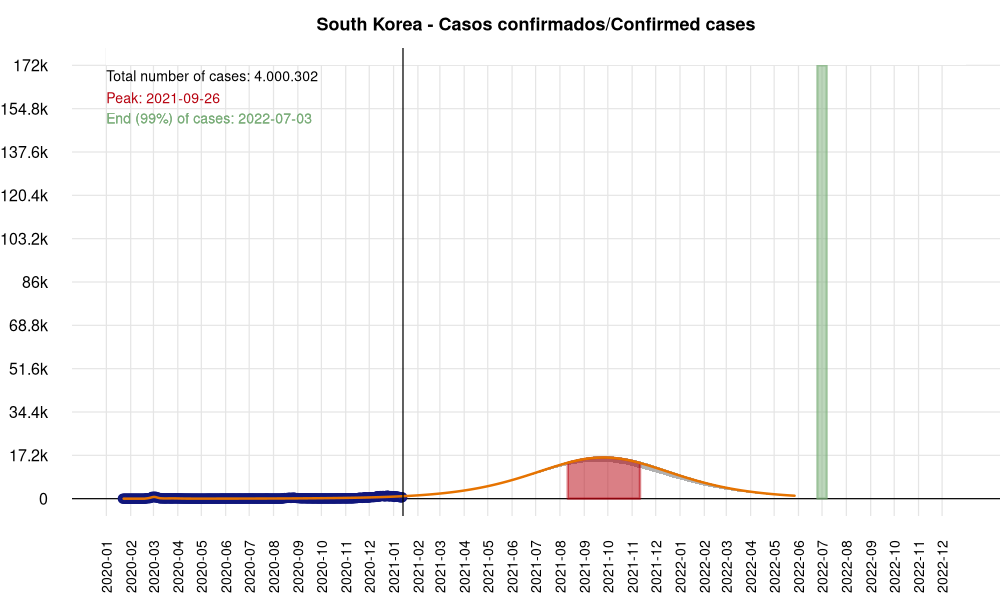 South Korea - Casos confirmados/Confirmed cases
172k
154.8k
137.6k
120.4k
103.2k
86k
68.8k
51.6k
34.4k
17.2k
0
Total number of cases: 4.000.302
Peak: 2021-09-26
End (99%) of cases: 2022-07-03
2020-01
2020-02
2020-03
2020-04
2020-05
2020-06
2020-07
2020-08
2020-09
2020-10
2020-11
2020-12
2021-01
2021-03
2021-03
2021-04
2021-05
2021-06
2021-07
2021-08
2021-09
2021-10
2021-11
2021-12
2022-01
2022-02
2022-03
2022-04
2022-05
2022-06
2022-07
2022-08
2022-09
2022-10
2022-11
2022-12